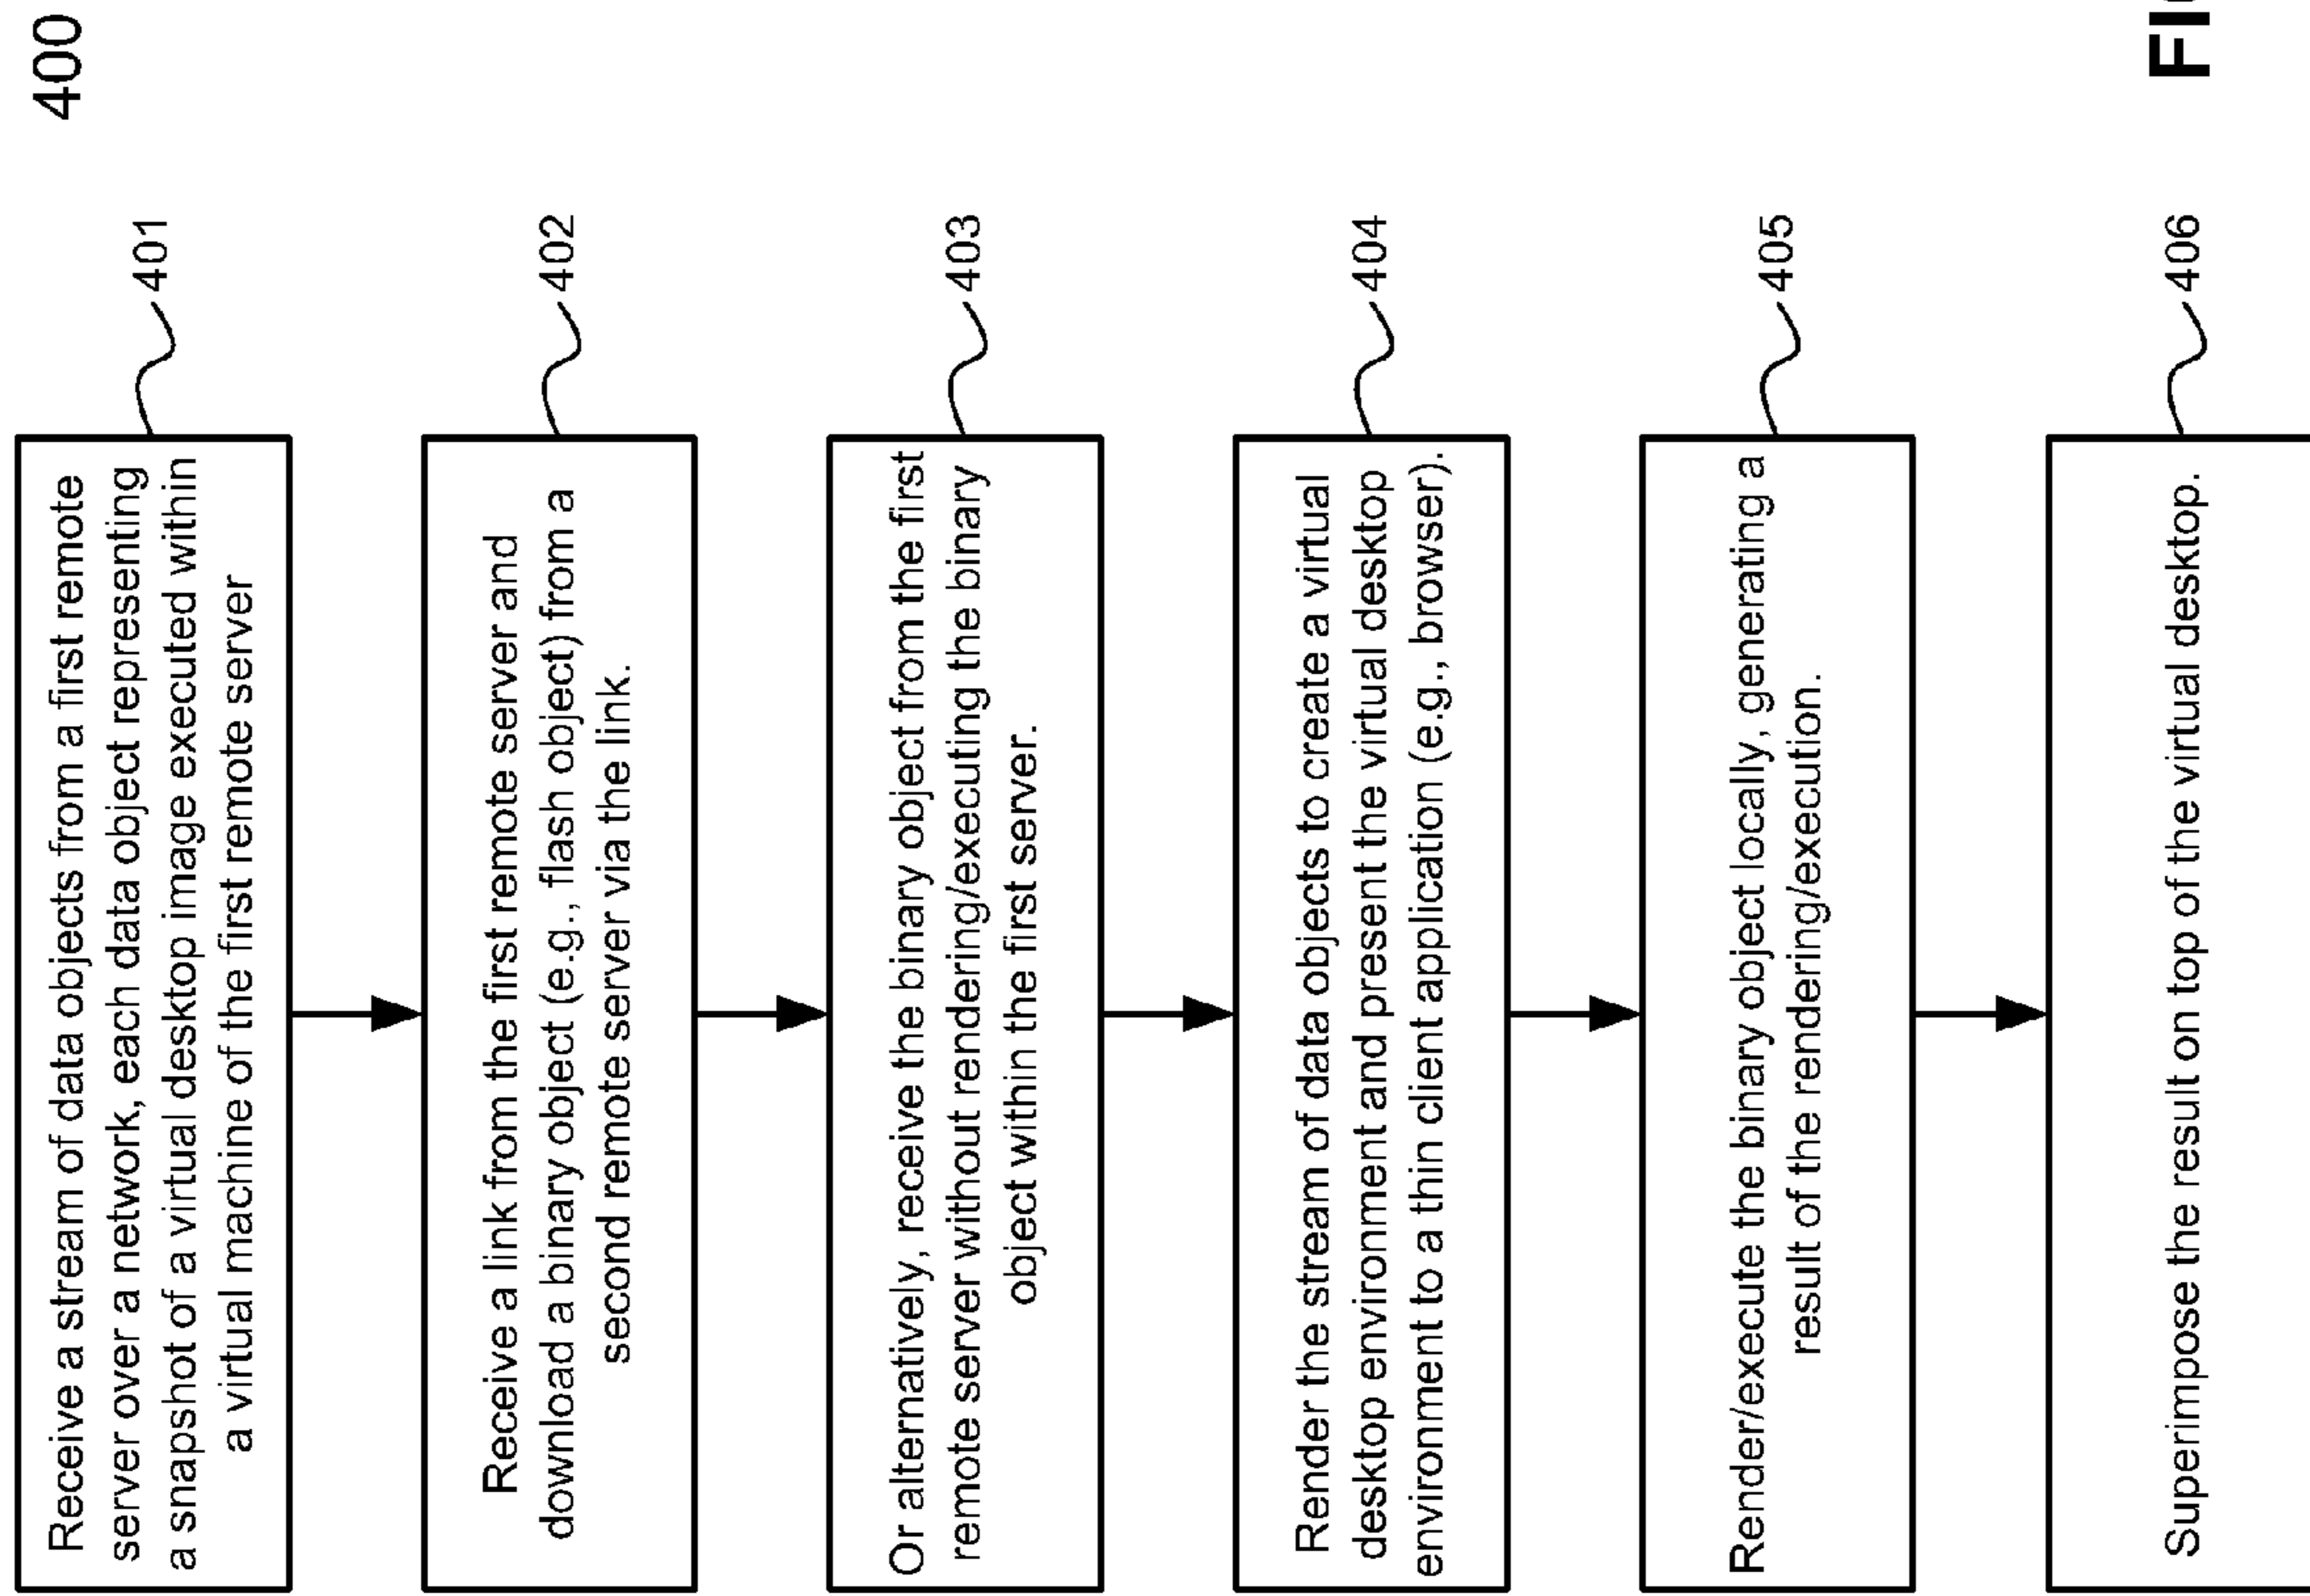 400
Receive a stream of data objects from a first remote
server over a network, each data object representing
a snapshot of a virtual desktop image executed within
a virtual machine of the first remote server
401
Receive a link from the first remote server and
download a binary object (e.g., flash object) from a
second remote server via the link.
402
Or alternatively, receive the binary object from the first
remote server without rendering/executing the binary
object within the first server.
403
Render the stream of data objects to create a virtual
desktop environment and present the virtual desktop
environment to a thin client application (e.g., browser).
404
Render/execute the binary object locally, generating a
result of the rendering/execution.
405
Superimpose the result on top of the virtual desktop.
406